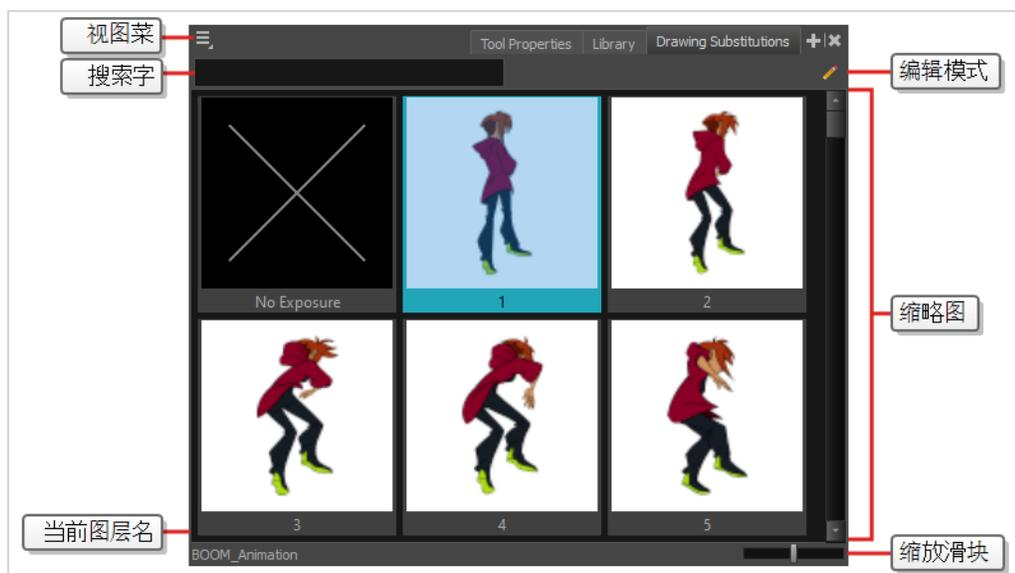 视图菜
Tool Properties
Library
Drawing Substitutions
搜索字
编辑模式
No Exposure
1
2
缩略图
3
4
5
当前图层名
BOOM_Animation
缩放滑块